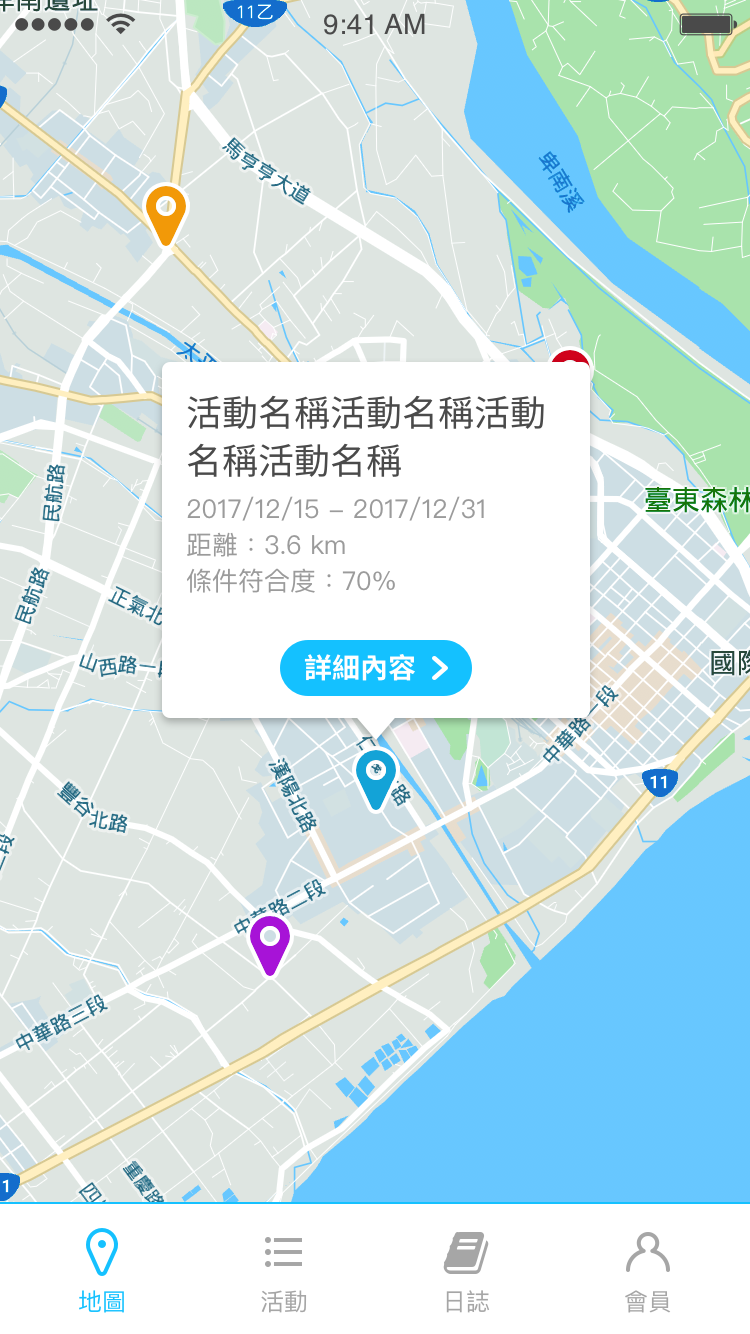 卑南遺址
11乙
9:41 AM
馬亨亨大道
卑南溪
太平
活動名稱活動名稱活動
名稱活動名稱
2017/12/15 – 2017/12/31
距離：3.6 km
條件符合度：70%
詳細內容
臺東森林
民航路
民航路
正氣北
山西路一
國際
中華路一段
11
漢陽北路
豐谷北路
中華路二段
中華路三段
重慶路
四
1
地圖
活動
日誌
會員